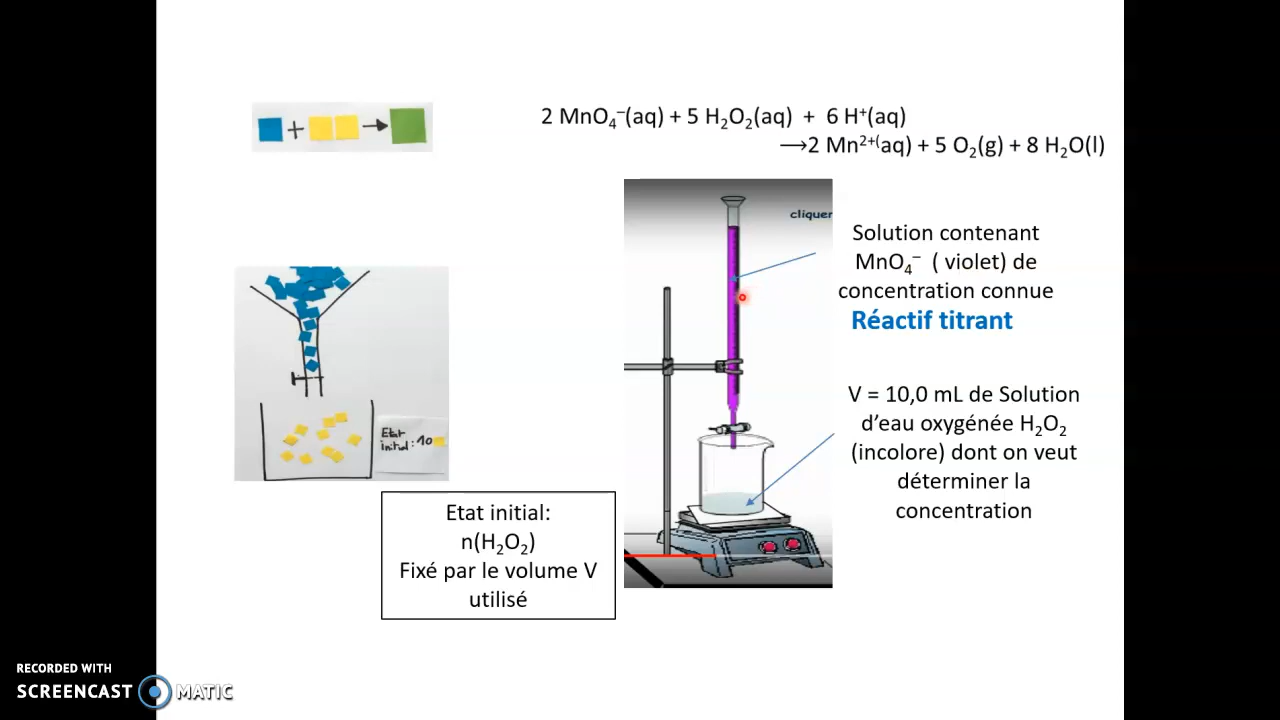 2 MnO₄⁻(aq) + 5 H₂O₂(aq) + 6 H⁺(aq)
⟶2 Mn²⁺⁽aq) + 5 O₂(g) + 8 H₂O(l)
cliquer
Solution contenant
MnO₄⁻ ( violet) de
concentration connue
Réactif titrant
V = 10,0 mL de Solution
d’eau oxygénée H₂O₂
(incolore) dont on veut
déterminer la
concentration
Etat
initial : 10
Etat initial:
n(H₂O₂)
Fixé par le volume V
utilisé
RECORDED WITH
SCREENCAST MATIC